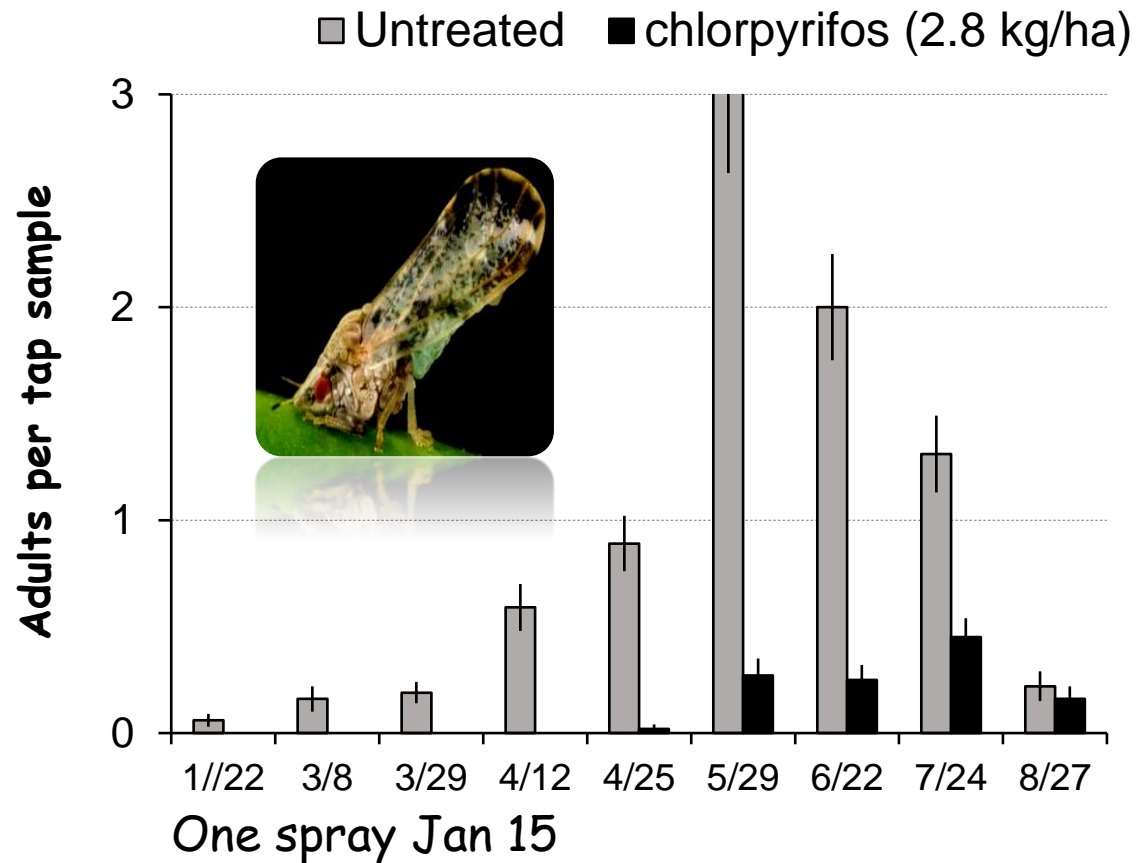 Untreated chlorpyrifos (2.8 kg/ha)
Adults per tap sample
3
2
1
0
1//22 3/8 3/29 4/12 4/25 5/29 6/22 7/24 8/27
One spray Jan 15